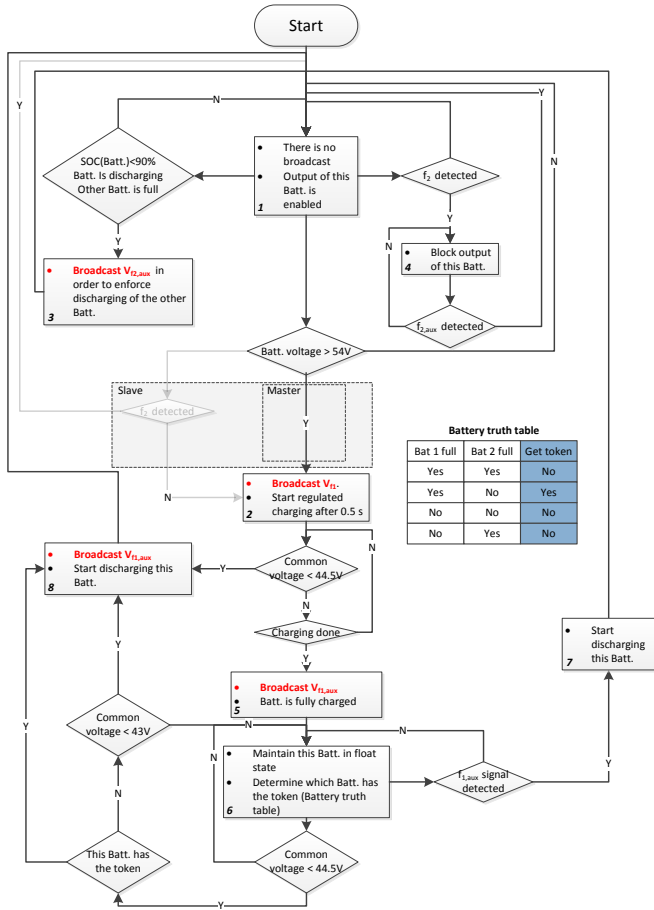 Start
Y
N
Y
SOC(Batt.)<90%
Batt. Is discharging
Other Batt. is full
• There is no
broadcast
• Output of this
Batt. is
enabled
1
f2 detected
N
N
Y
Y
N
• Broadcast Vf2,aux in
order to enforce
discharging of the other
Batt.
3
• Block output
of this Batt.
4
f2,aux detected
Batt. voltage > 54V
Slave
Master
f2 detected
Y
N
Battery truth table
Bat 1 full Bat 2 full Get token
Yes Yes No
Yes No Yes
No No No
No Yes No
• Broadcast Vf1.
• Start regulated
charging after 0.5 s
2
N
• Broadcast Vf1,aux
• Start discharging this
Batt.
8
Y
Common
voltage < 44.5V
N
Charging done
Y
• Start
discharging
this Batt.
7
• Broadcast Vf1,aux
• Batt. is fully charged
5
Y
Common
voltage < 43V
N
N
N
• Maintain this Batt. in float
state
• Determine which Batt. has
the token (Battery truth
table)
6
f1,aux signal
detected
Y
Y
N
This Batt. has
the token
Common
voltage < 44.5V
Y